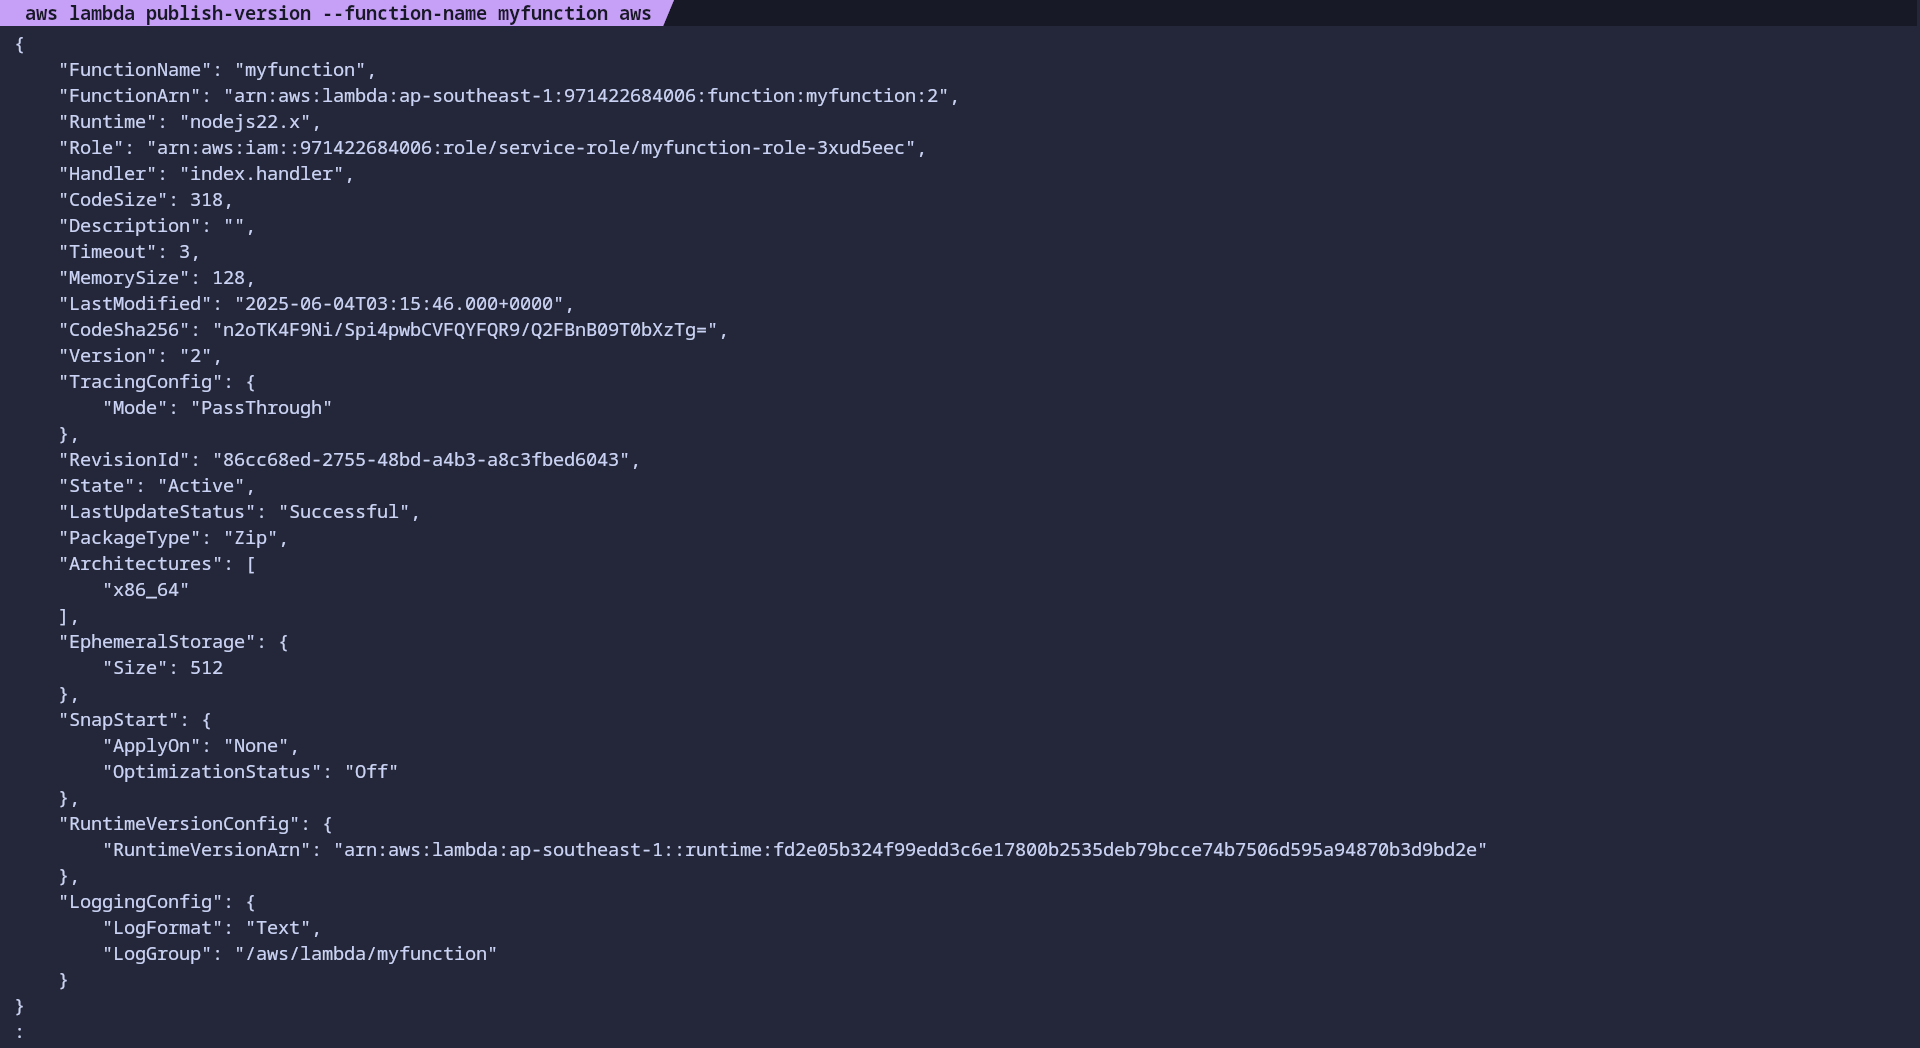 aws lambda publish-version --function-name myfunction aws
{
    "FunctionName": "myfunction",
    "FunctionArn": "arn:aws:lambda:ap-southeast-1:971422684006:function:myfunction:2",
    "Runtime": "nodejs22.x",
    "Role": "arn:aws:iam::971422684006:role/service-role/myfunction-role-3xud5eec",
    "Handler": "index.handler",
    "CodeSize": 318,
    "Description": "",
    "Timeout": 3,
    "MemorySize": 128,
    "LastModified": "2025-06-04T03:15:46.000+0000",
    "CodeSha256": "n2oTK4F9Ni/Spi4pwbCVFQYFQR9/Q2FBnB09T0bXzTg=",
    "Version": "2",
    "TracingConfig": {
        "Mode": "PassThrough"
    },
    "RevisionId": "86cc68ed-2755-48bd-a4b3-a8c3fbed6043",
    "State": "Active",
    "LastUpdateStatus": "Successful",
    "PackageType": "Zip",
    "Architectures": [
        "x86_64"
    ],
    "EphemeralStorage": {
        "Size": 512
    },
    "SnapStart": {
        "ApplyOn": "None",
        "OptimizationStatus": "Off"
    },
    "RuntimeVersionConfig": {
        "RuntimeVersionArn": "arn:aws:lambda:ap-southeast-1::runtime:fd2e05b324f99edd3c6e17800b2535deb79bcce74b7506d595a94870b3d9bd2e"
    },
    "LoggingConfig": {
        "LogFormat": "Text",
        "LogGroup": "/aws/lambda/myfunction"
    }
}
: